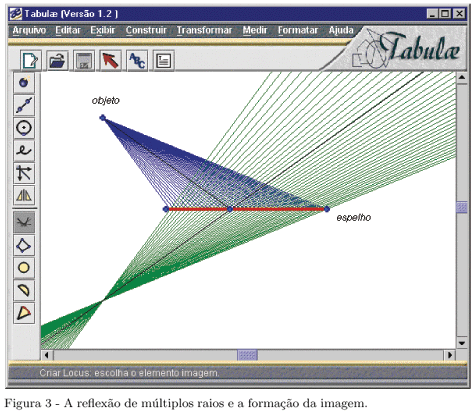 Tabulæ (Versão 1.2 )
Arquivo Editar Exibir Construir Transformar Medir Formatar Ajuda
Tabulæ
ABC
objeto
espelho
Criar Locus: escolha o elemento imagem.
Figura 3 - A reflexão de múltiplos raios e a formação da imagem.